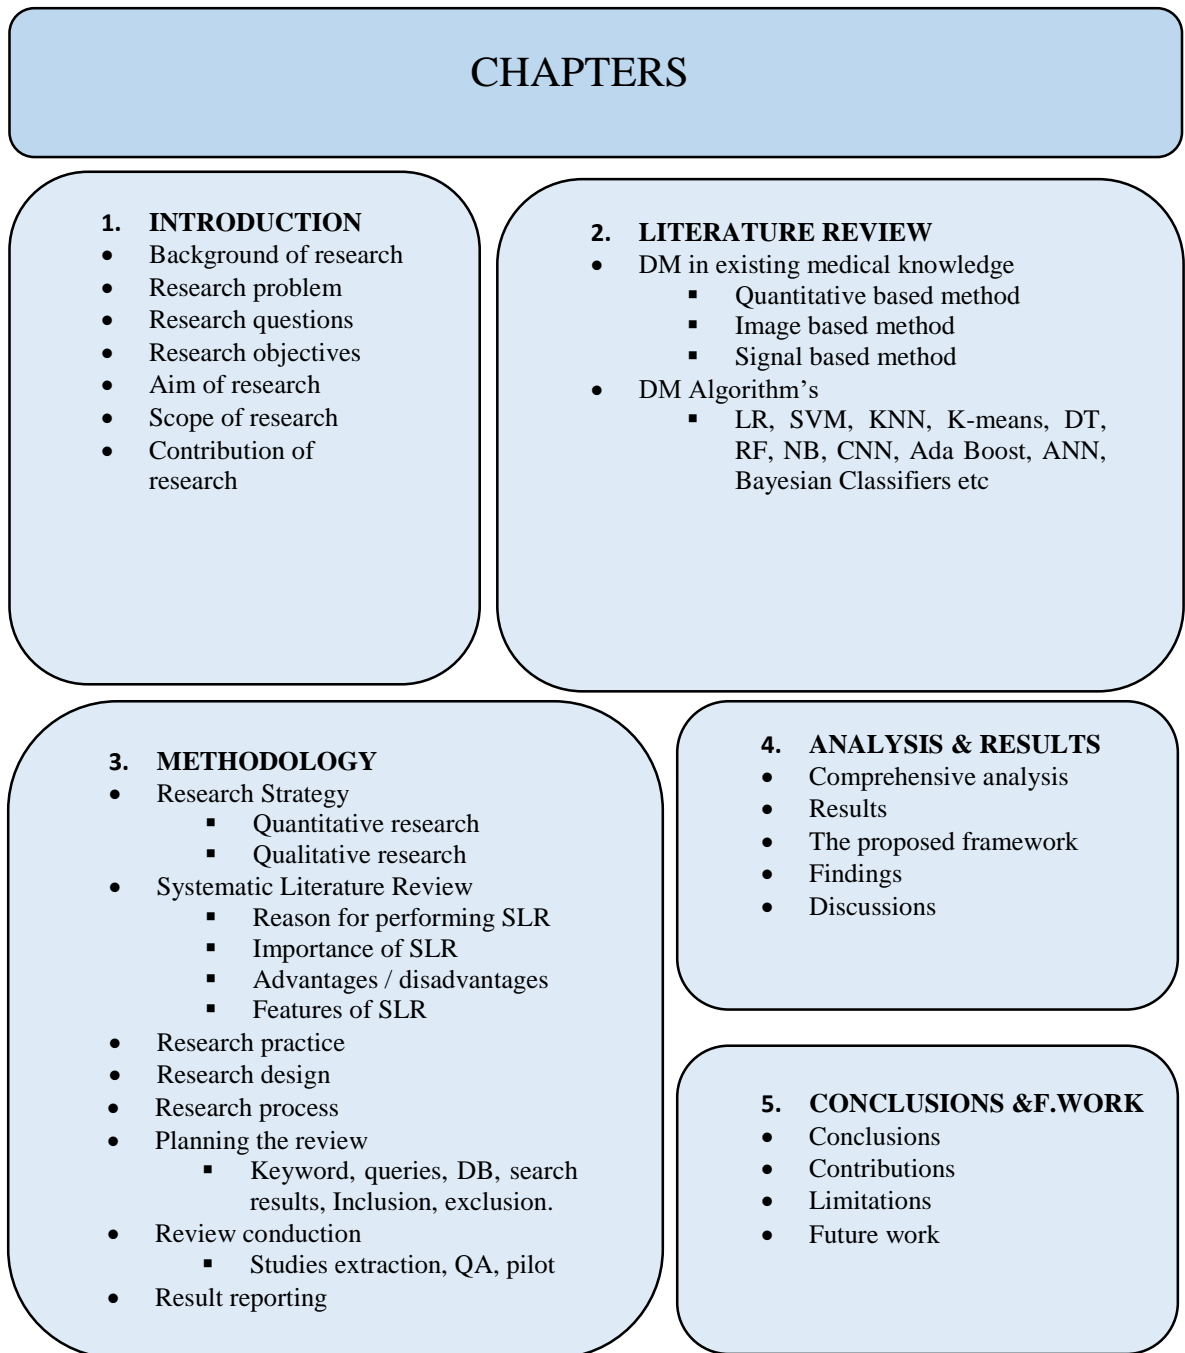 CHAPTERS
1. INTRODUCTION
• Background of research
• Research problem
• Research questions
• Research objectives
• Aim of research
• Scope of research
• Contribution of
research
2. LITERATURE REVIEW
• DM in existing medical knowledge
▪ Quantitative based method
▪ Image based method
▪ Signal based method
• DM Algorithm’s
▪ LR, SVM, KNN, K-means, DT,
RF, NB, CNN, Ada Boost, ANN,
Bayesian Classifiers etc
3. METHODOLOGY
• Research Strategy
▪ Quantitative research
▪ Qualitative research
• Systematic Literature Review
▪ Reason for performing SLR
▪ Importance of SLR
▪ Advantages / disadvantages
▪ Features of SLR
• Research practice
• Research design
• Research process
• Planning the review
▪ Keyword, queries, DB, search
results, Inclusion, exclusion.
• Review conduction
▪ Studies extraction, QA, pilot
• Result reporting
4. ANALYSIS & RESULTS
• Comprehensive analysis
• Results
• The proposed framework
• Findings
• Discussions
5. CONCLUSIONS &F.WORK
• Conclusions
• Contributions
• Limitations
• Future work